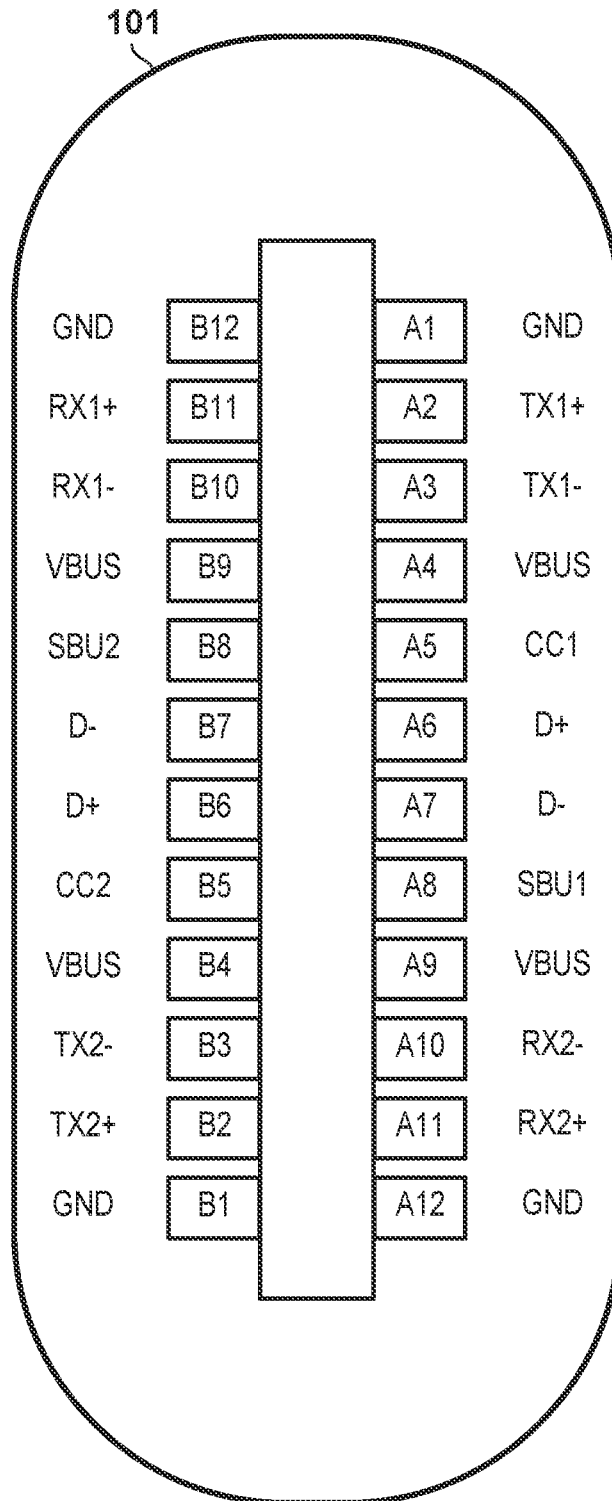 101
GND B12 A1 GND
RX1+ B11 A2 TX1+
RX1- B10 A3 TX1-
VBUS B9 A4 VBUS
SBU2 B8 A5 CC1
D- B7 A6 D+
D+ B6 A7 D-
CC2 B5 A8 SBU1
VBUS B4 A9 VBUS
TX2- B3 A10 RX2-
TX2+ B2 A11 RX2+
GND B1 A12 GND